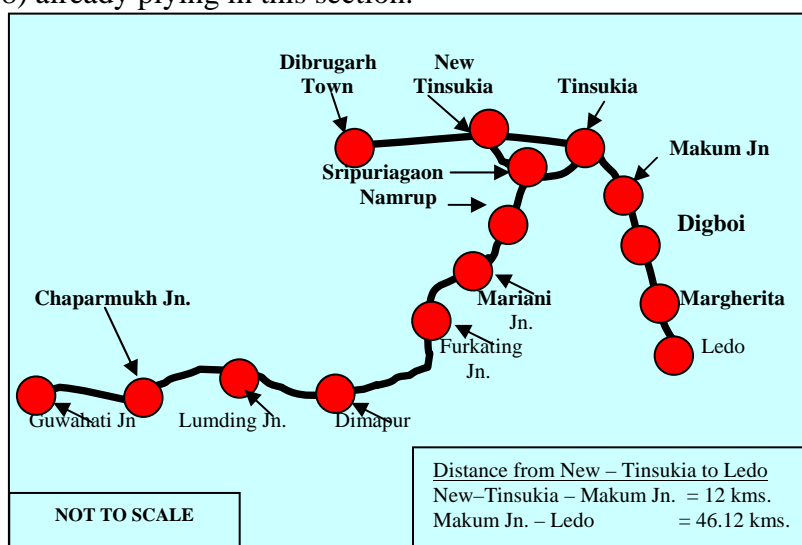 8) already plying in this section.
Dibrugarh
Town
New
Tinsukia
Tinsukia
Makum Jn
Sripuriagaon
Namrup
Digboi
Chaparmukh Jn.
Mariani
Jn.
Margherita
Furkating
Jn.
Ledo
Guwahati Jn
Lumding Jn.
Dimapur
Distance from New – Tinsukia to Ledo
New–Tinsukia – Makum Jn. = 12 kms.
Makum Jn. – Ledo = 46.12 kms.
NOT TO SCALE